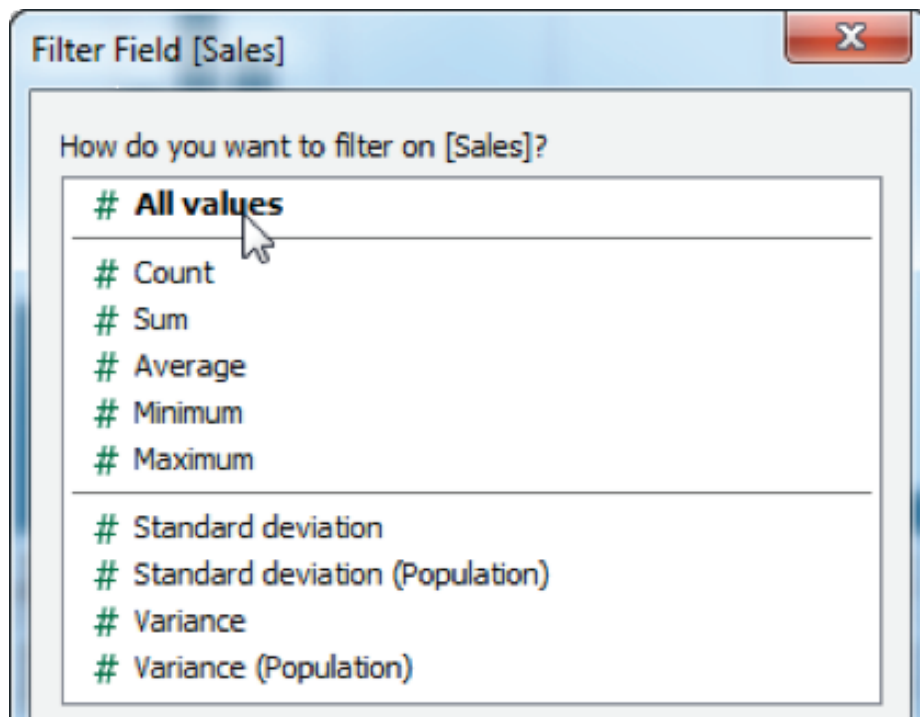 Filter Field [Sales]
How do you want to filter on [Sales]?
# All values
# Count
# Sum
# Average
# Minimum
# Maximum
# Standard deviation
# Standard deviation (Population)
# Variance
# Variance (Population)